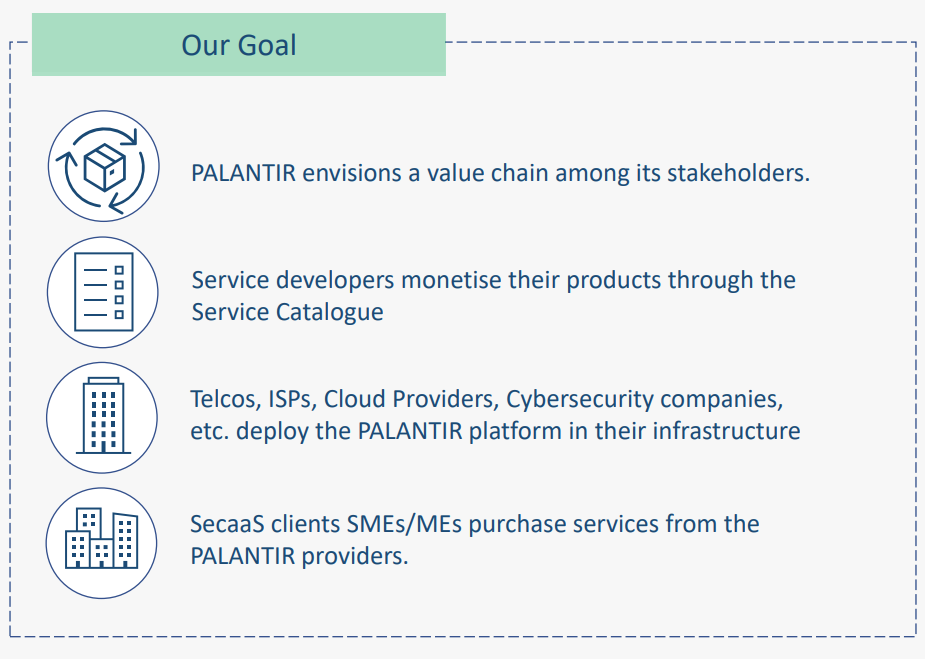 Our Goal
PALANTIR envisions a value chain among its stakeholders.
Service developers monetise their products through the
Service Catalogue
Telcos, ISPs, Cloud Providers, Cybersecurity companies,
etc. deploy the PALANTIR platform in their infrastructure
SecaaS clients SMEs/MEs purchase services from the
PALANTIR providers.